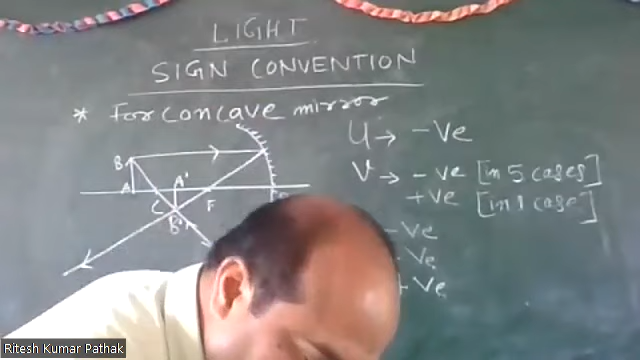 LIGHT
SIGN CONVENTION
* For concave mirror
U → -Ve
V → -ve [in 5 cases]
+ve [in 1 case]
-Ve
-Ve
+Ve
B
A
A'
C
F
B'
Ritesh Kumar Pathak